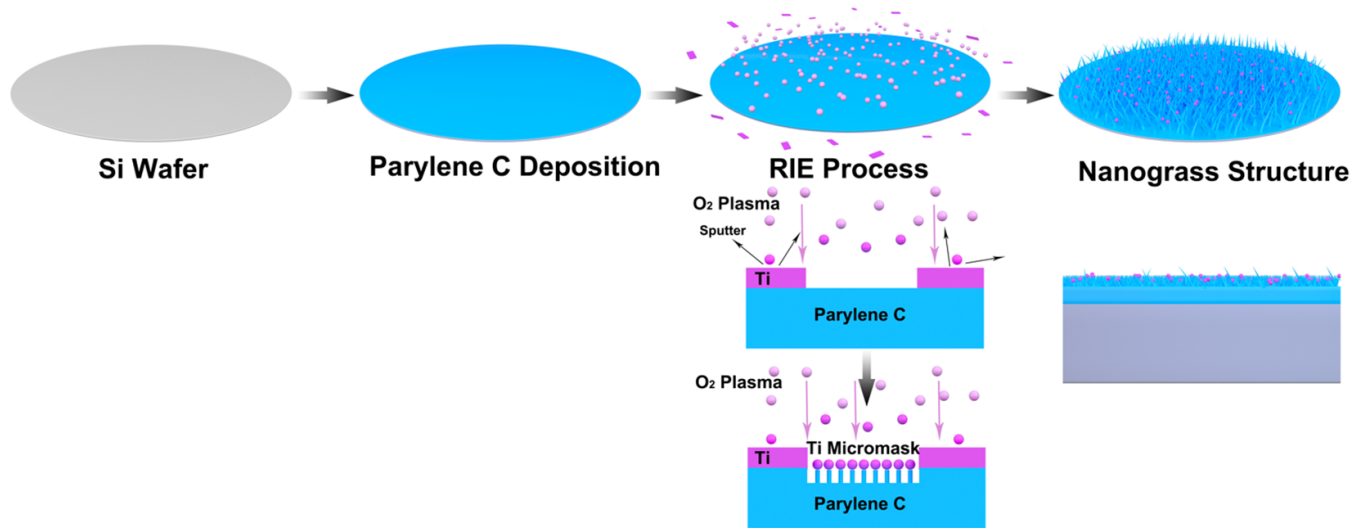 Si Wafer
Parylene C Deposition
RIE Process
Nanograss Structure
O₂ Plasma
Sputter
Ti
Parylene C
O₂ Plasma
Ti Micromask
Ti
Parylene C